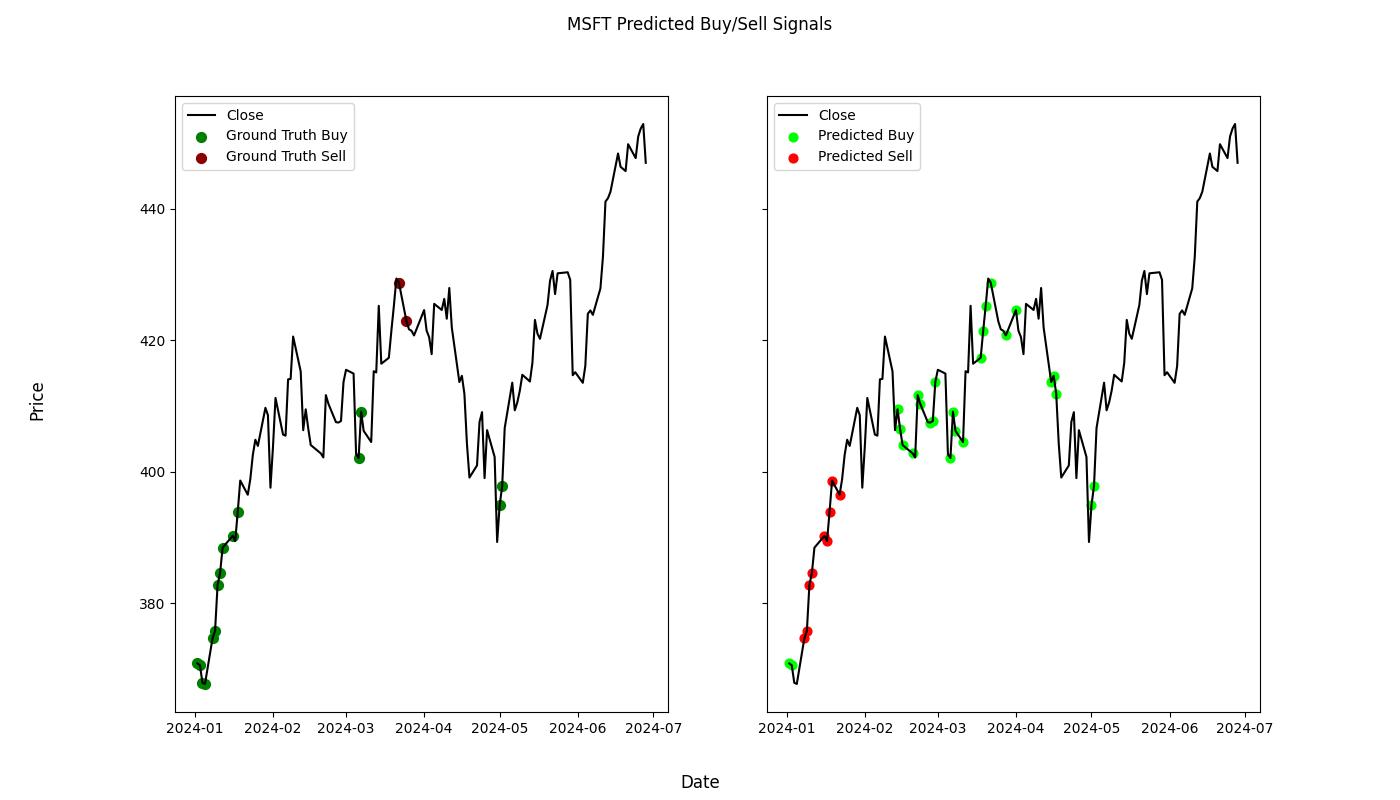 MSFT Predicted Buy/Sell Signals
Close
Ground Truth Buy
Ground Truth Sell
Close
Predicted Buy
Predicted Sell
440
420
400
380
Price
2024-01 2024-02 2024-03 2024-04 2024-05 2024-06 2024-07
2024-01 2024-02 2024-03 2024-04 2024-05 2024-06 2024-07
Date